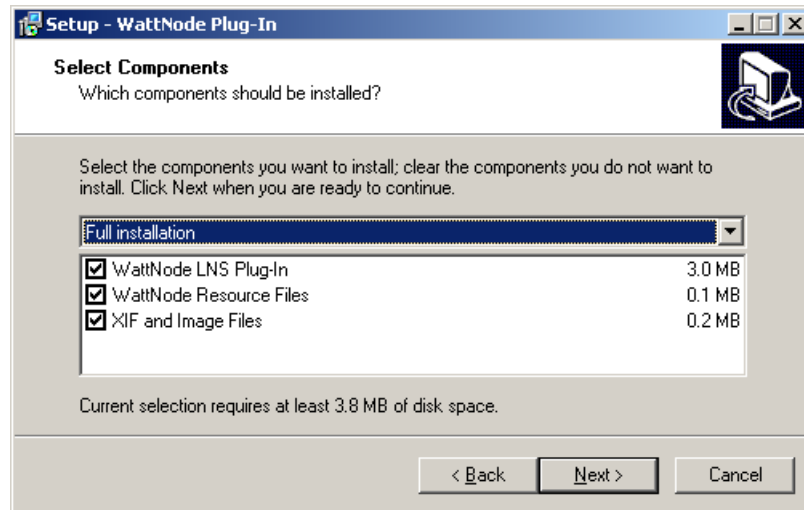 Setup - WattNode Plug-In
Select Components
Which components should be installed?
Select the components you want to install; clear the components you do not want to
install. Click Next when you are ready to continue.
Full installation
WattNode LNS Plug-In 3.0 MB
WattNode Resource Files 0.1 MB
XIF and Image Files 0.2 MB
Current selection requires at least 3.8 MB of disk space.
< Back Next > Cancel